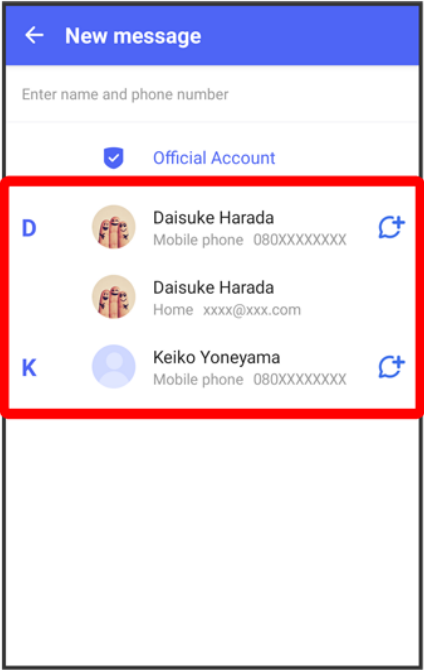 New message
Enter name and phone number
Official Account
D
Daisuke Harada
Mobile phone 080XXXXXXXX
Daisuke Harada
Home xxxx@xxx.com
K
Keiko Yoneyama
Mobile phone 080XXXXXXXX